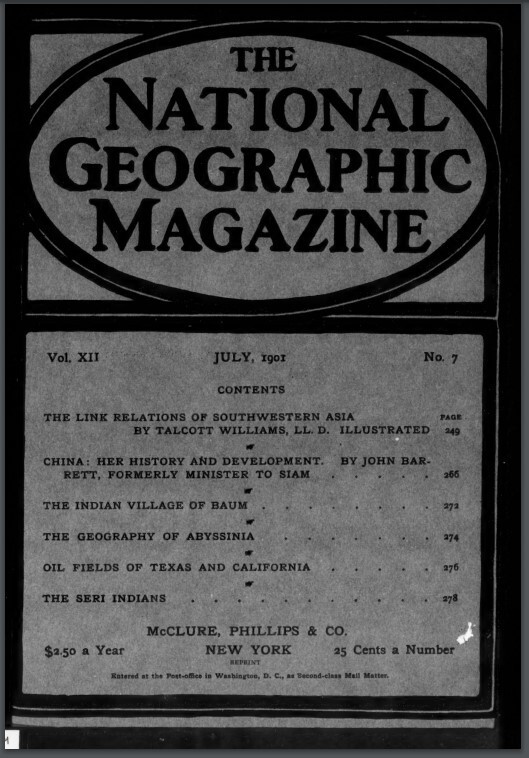 THE
NATIONAL
GEOGRAPHIC
MAGAZINE
Vol. XII JULY, 1901 No. 7
CONTENTS
THE LINK RELATIONS OF SOUTHWESTERN ASIA PAGE
BY TALCOTT WILLIAMS, LL. D. ILLUSTRATED 249
CHINA: HER HISTORY AND DEVELOPMENT. BY JOHN BAR-
RETT, FORMERLY MINISTER TO SIAM . . . . . 266
THE INDIAN VILLAGE OF BAUM . . . . . . . . 272
THE GEOGRAPHY OF ABYSSINIA . . . . . . . 274
OIL FIELDS OF TEXAS AND CALIFORNIA . . . . . 276
THE SERI INDIANS . . . . . . . . . . . 278
McCLURE, PHILLIPS & CO.
$2.50 a Year NEW YORK 25 Cents a Number
REPRINT
Entered at the Post-office in Washington, D. C., as Second-class Mail Matter.